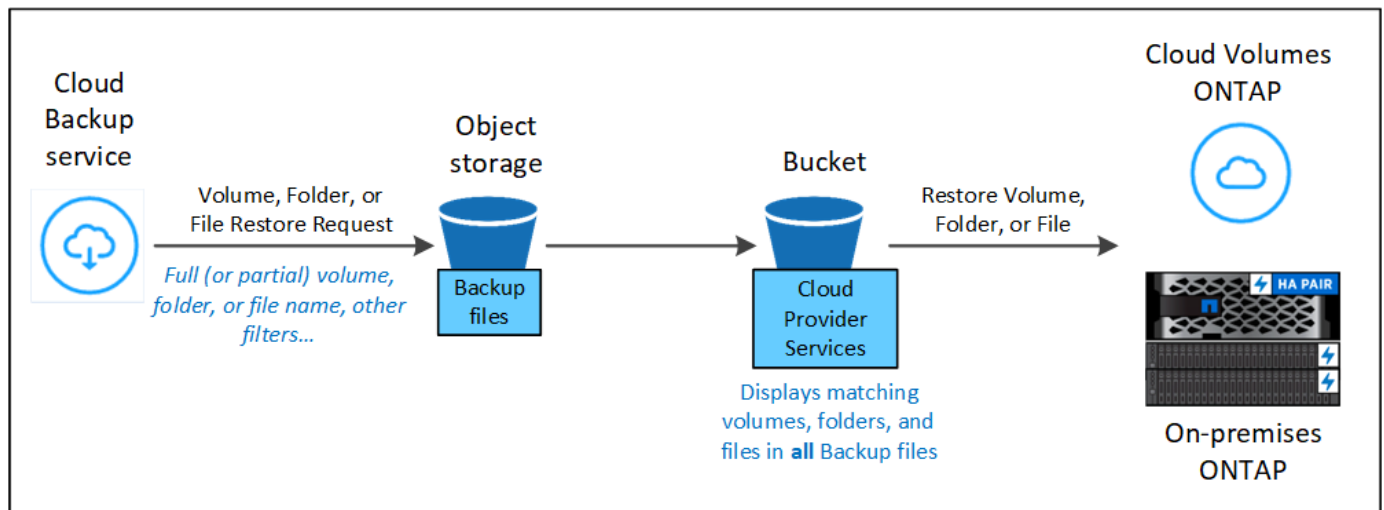 Cloud
Backup
service
Volume, Folder, or
File Restore Request
Full (or partial) volume,
folder, or file name, other
filters...
Object
storage
Backup
files
Bucket
Cloud
Provider
Services
Displays matching
volumes, folders, and
files in all Backup files
Restore Volume,
Folder, or File
Cloud Volumes
ONTAP
HA PAIR
On-premises
ONTAP